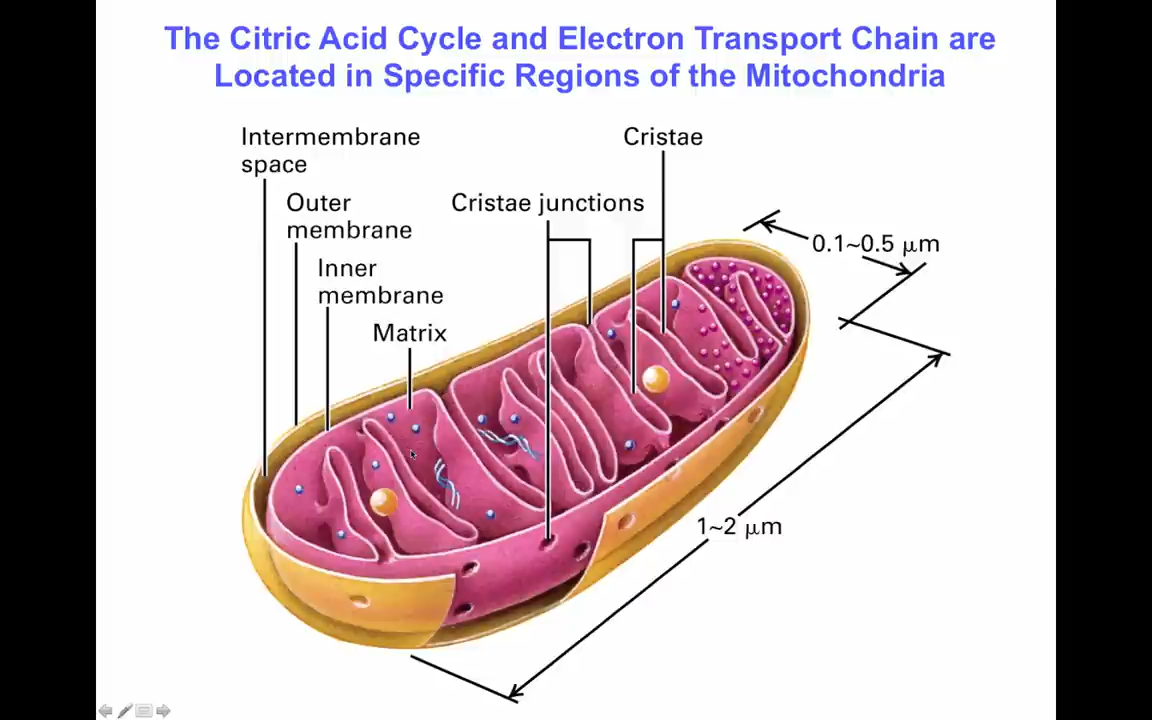 The Citric Acid Cycle and Electron Transport Chain are
Located in Specific Regions of the Mitochondria
Intermembrane
space
Outer
membrane
Inner
membrane
Matrix
Cristae junctions
Cristae
0.1~0.5 μm
1~2 μm